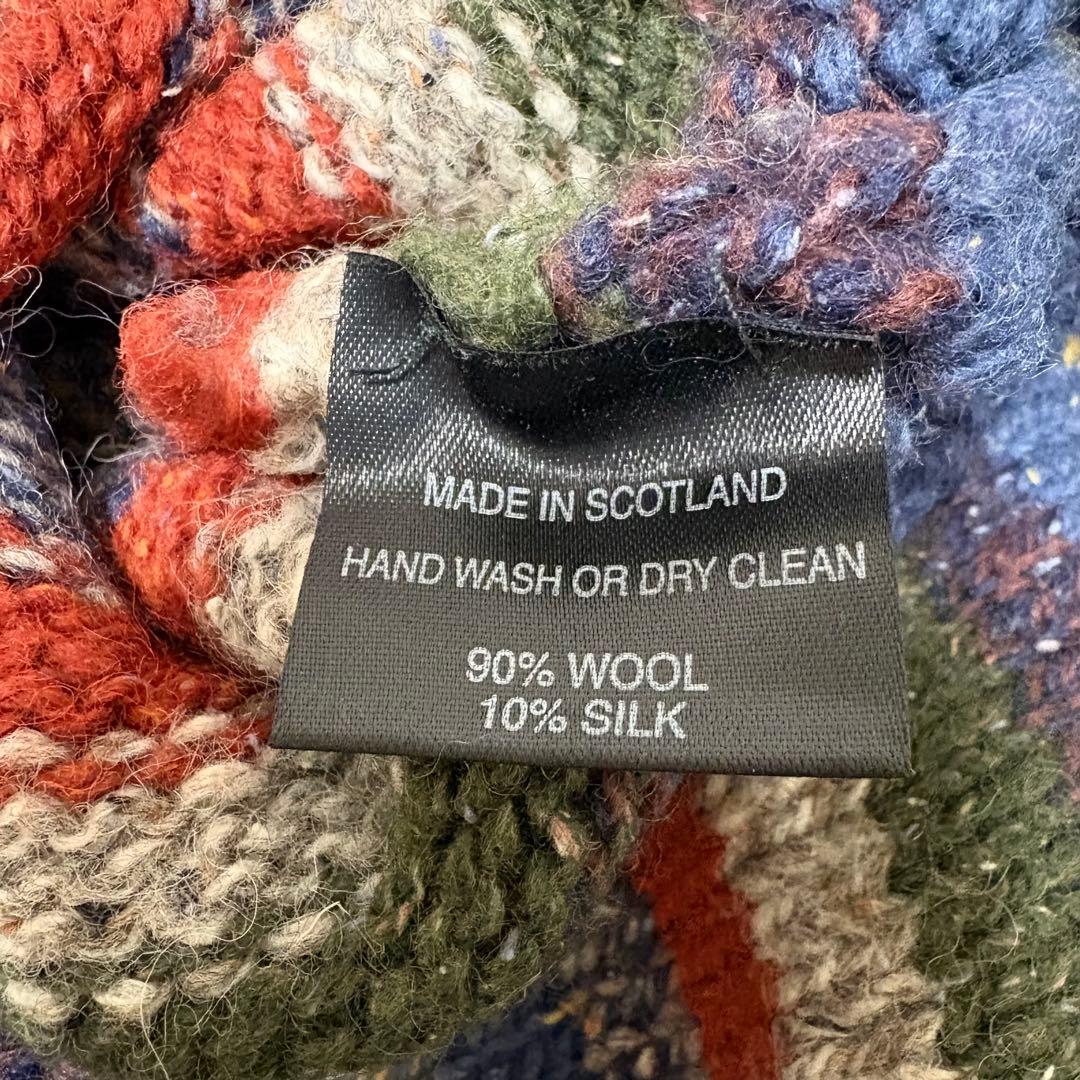 MADE IN SCOTLAND
HAND WASH OR DRY CLEAN
90% WOOL
10% SILK